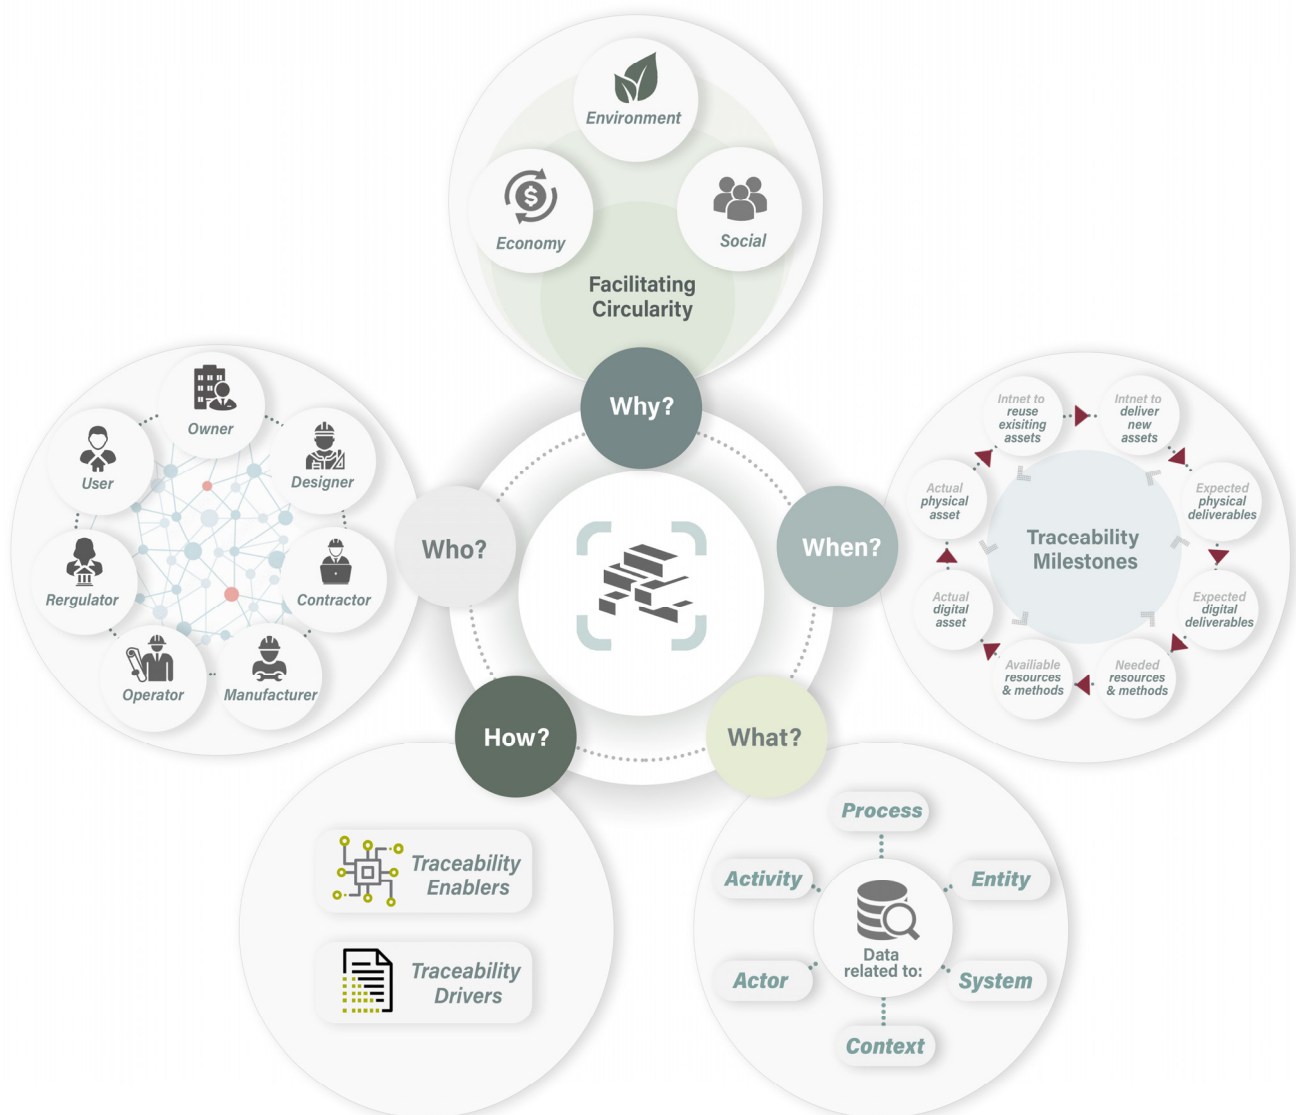 Environment
Economy
Social
Facilitating
Circularity
Why?
Who?
When?
How?
What?
Owner
User
Designer
Rergulator
Contractor
Operator
Manufacturer
Intnet to
reuse
exisiting
assets
Intnet to
deliver
new
assets
Expected
physical
deliverables
Expected
digital
deliverables
Needed
resources
& methods
Availiable
resources
& methods
Actual
digital
asset
Actual
physical
asset
Traceability
Milestones
Traceability
Enablers
Traceability
Drivers
Process
Activity
Entity
Data
related to:
Actor
System
Context